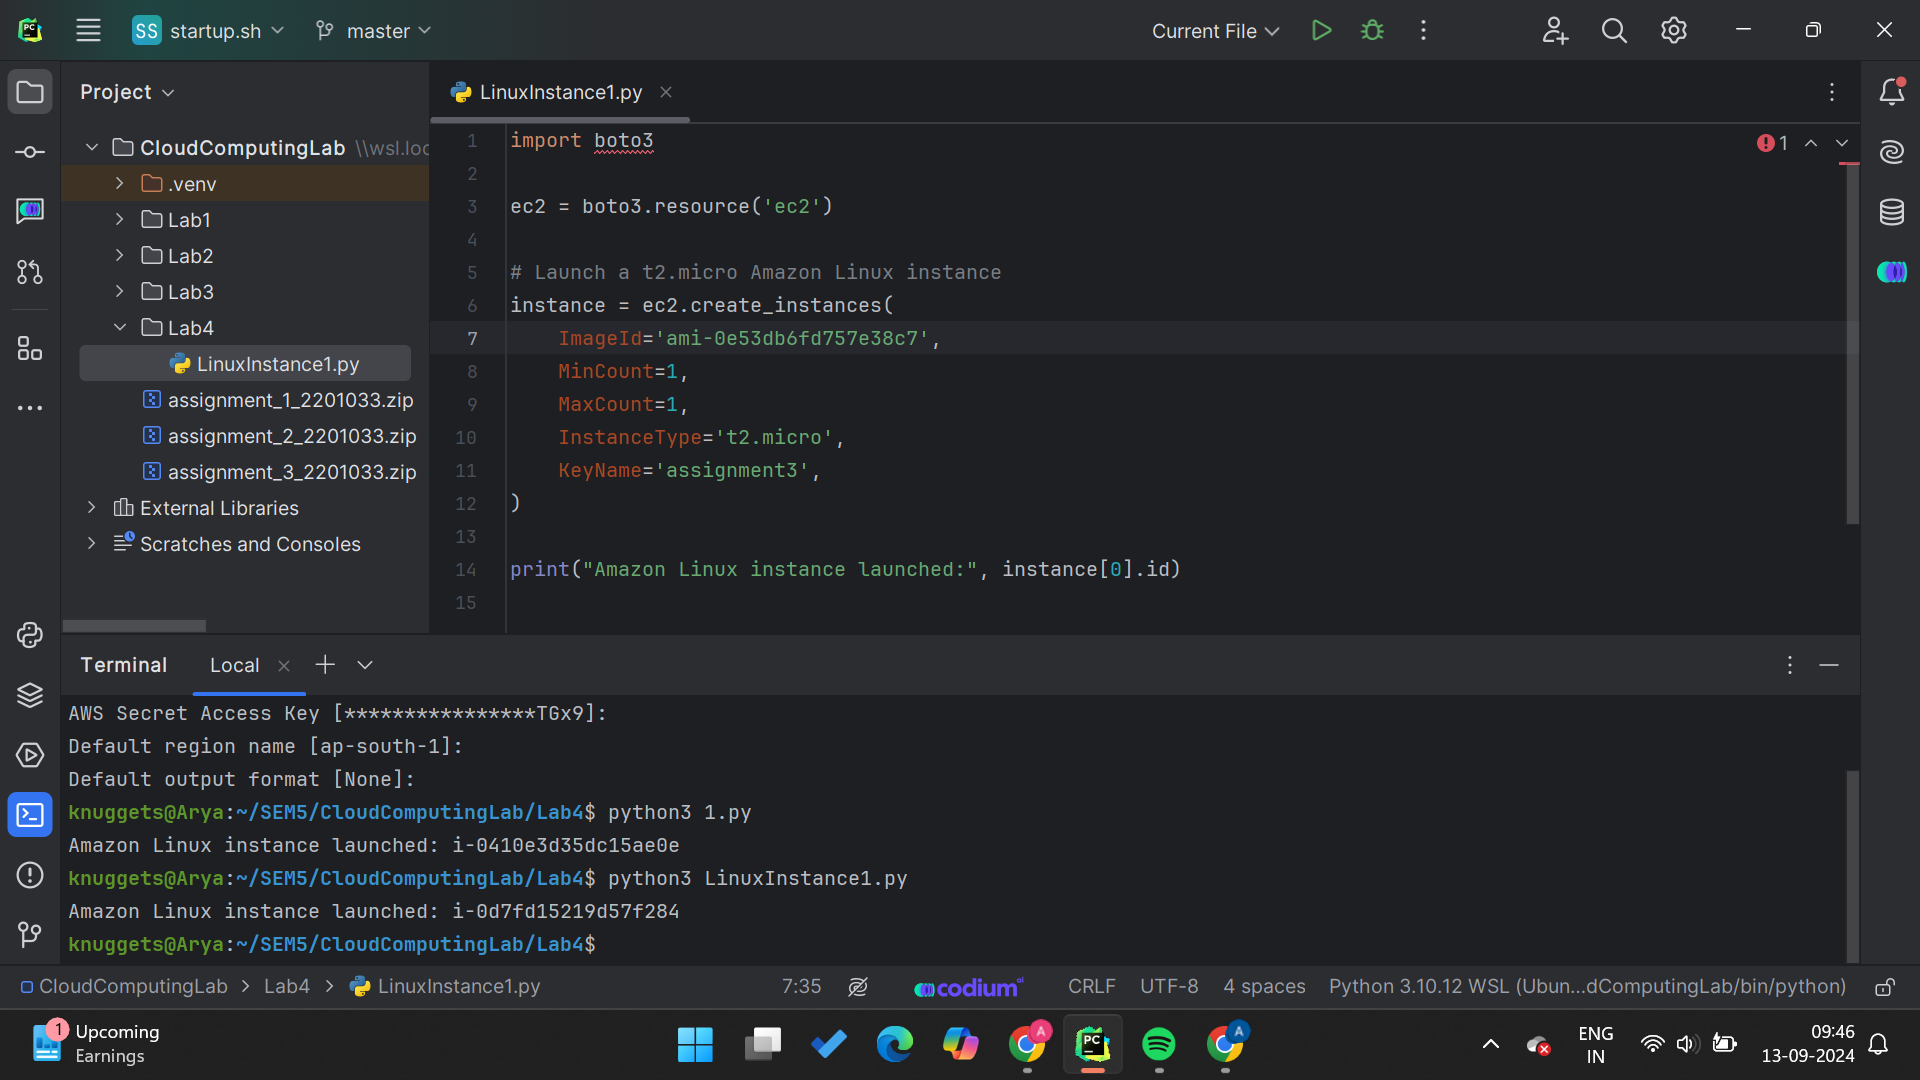 PC
SS startup.sh
master
Current File
Project
LinuxInstance1.py
CloudComputingLab \\wsl.loc
.venv
Lab1
Lab2
Lab3
Lab4
LinuxInstance1.py
assignment_1_2201033.zip
assignment_2_2201033.zip
assignment_3_2201033.zip
External Libraries
Scratches and Consoles
1 import boto3
2
3 ec2 = boto3.resource('ec2')
4
5 # Launch a t2.micro Amazon Linux instance
6 instance = ec2.create_instances(
7 ImageId='ami-0e53db6fd757e38c7',
8 MinCount=1,
9 MaxCount=1,
10 InstanceType='t2.micro',
11 KeyName='assignment3',
12 )
13
14 print("Amazon Linux instance launched:", instance[0].id)
15
1
Terminal
Local
AWS Secret Access Key [****************TGx9]:
Default region name [ap-south-1]:
Default output format [None]:
knuggets@Arya:~/SEM5/CloudComputingLab/Lab4$ python3 1.py
Amazon Linux instance launched: i-0410e3d35dc15ae0e
knuggets@Arya:~/SEM5/CloudComputingLab/Lab4$ python3 LinuxInstance1.py
Amazon Linux instance launched: i-0d7fd15219d57f284
knuggets@Arya:~/SEM5/CloudComputingLab/Lab4$
CloudComputingLab > Lab4 > LinuxInstance1.py
7:35
codium ai
CRLF
UTF-8
4 spaces
Python 3.10.12 WSL (Ubun...dComputingLab/bin/python)
1
Upcoming
Earnings
A
PC
A
ENG
IN
09:46
13-09-2024